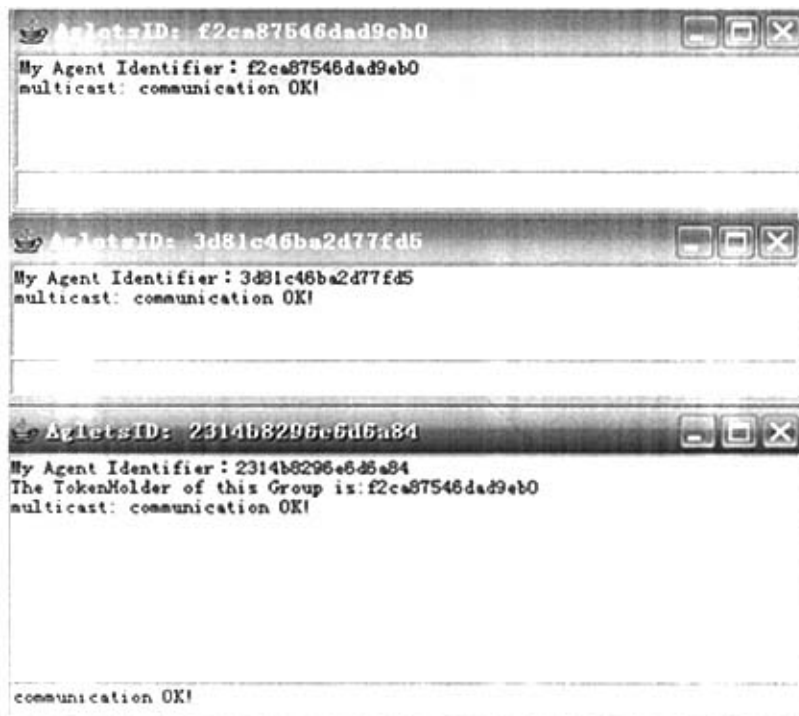 AgletsID: f2ca87546dad9eb0
My Agent Identifier：f2ca87546dad9eb0
multicast: communication OK!
AgletsID: 3d81c46ba2d77fd5
My Agent Identifier：3d81c46ba2d77fd5
multicast: communication OK!
AgletsID: 2314b8296e6d6a84
My Agent Identifier：2314b8296e6d6a84
The TokenHolder of this Group is:f2ca87546dad9eb0
multicast: communication OK!
communication OK!